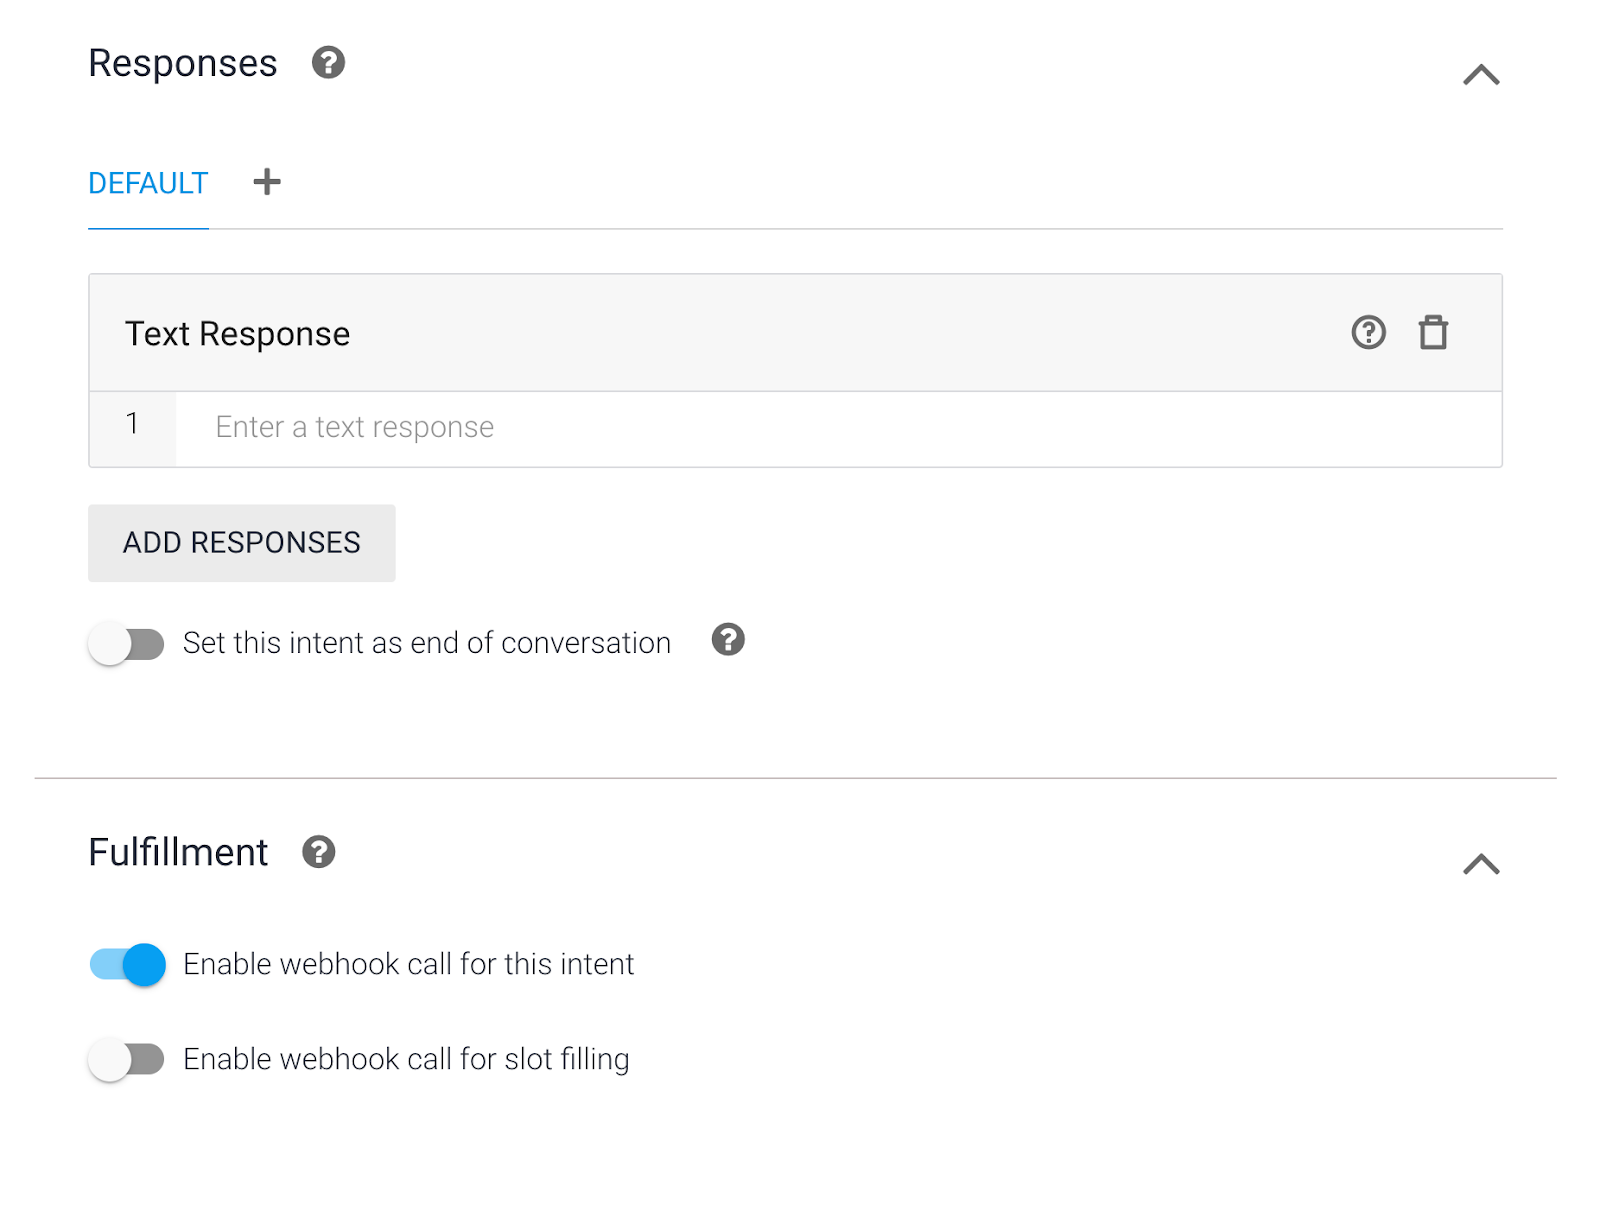 Responses
DEFAULT +
Text Response
1 Enter a text response
ADD RESPONSES
Set this intent as end of conversation
Fulfillment
Enable webhook call for this intent
Enable webhook call for slot filling